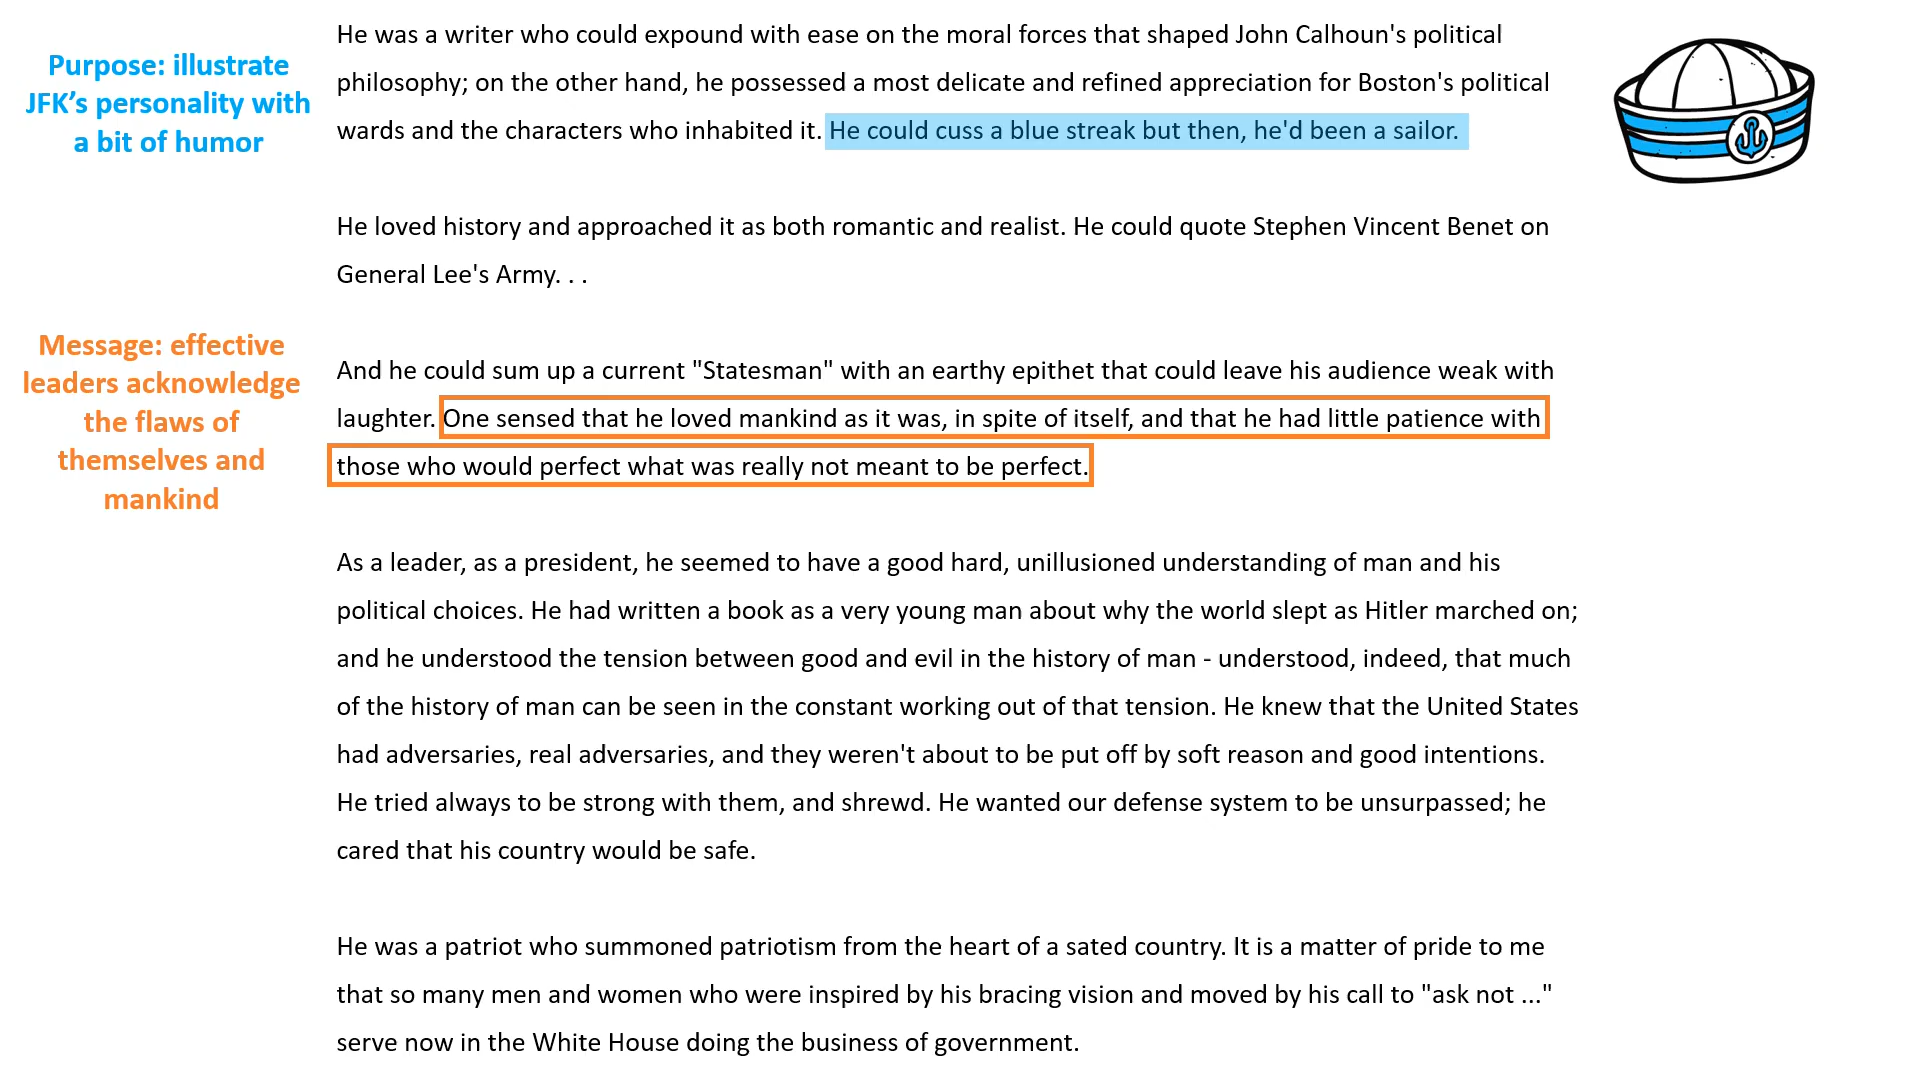 Purpose: illustrate
JFK’s personality with
a bit of humor
He was a writer who could expound with ease on the moral forces that shaped John Calhoun's political
philosophy; on the other hand, he possessed a most delicate and refined appreciation for Boston's political
wards and the characters who inhabited it. He could cuss a blue streak but then, he'd been a sailor.
He loved history and approached it as both romantic and realist. He could quote Stephen Vincent Benet on
General Lee's Army. . .
Message: effective
leaders acknowledge
the flaws of
themselves and
mankind
And he could sum up a current "Statesman" with an earthy epithet that could leave his audience weak with
laughter. One sensed that he loved mankind as it was, in spite of itself, and that he had little patience with
those who would perfect what was really not meant to be perfect.
As a leader, as a president, he seemed to have a good hard, unillusioned understanding of man and his
political choices. He had written a book as a very young man about why the world slept as Hitler marched on;
and he understood the tension between good and evil in the history of man - understood, indeed, that much
of the history of man can be seen in the constant working out of that tension. He knew that the United States
had adversaries, real adversaries, and they weren't about to be put off by soft reason and good intentions.
He tried always to be strong with them, and shrewd. He wanted our defense system to be unsurpassed; he
cared that his country would be safe.
He was a patriot who summoned patriotism from the heart of a sated country. It is a matter of pride to me
that so many men and women who were inspired by his bracing vision and moved by his call to "ask not ..."
serve now in the White House doing the business of government.